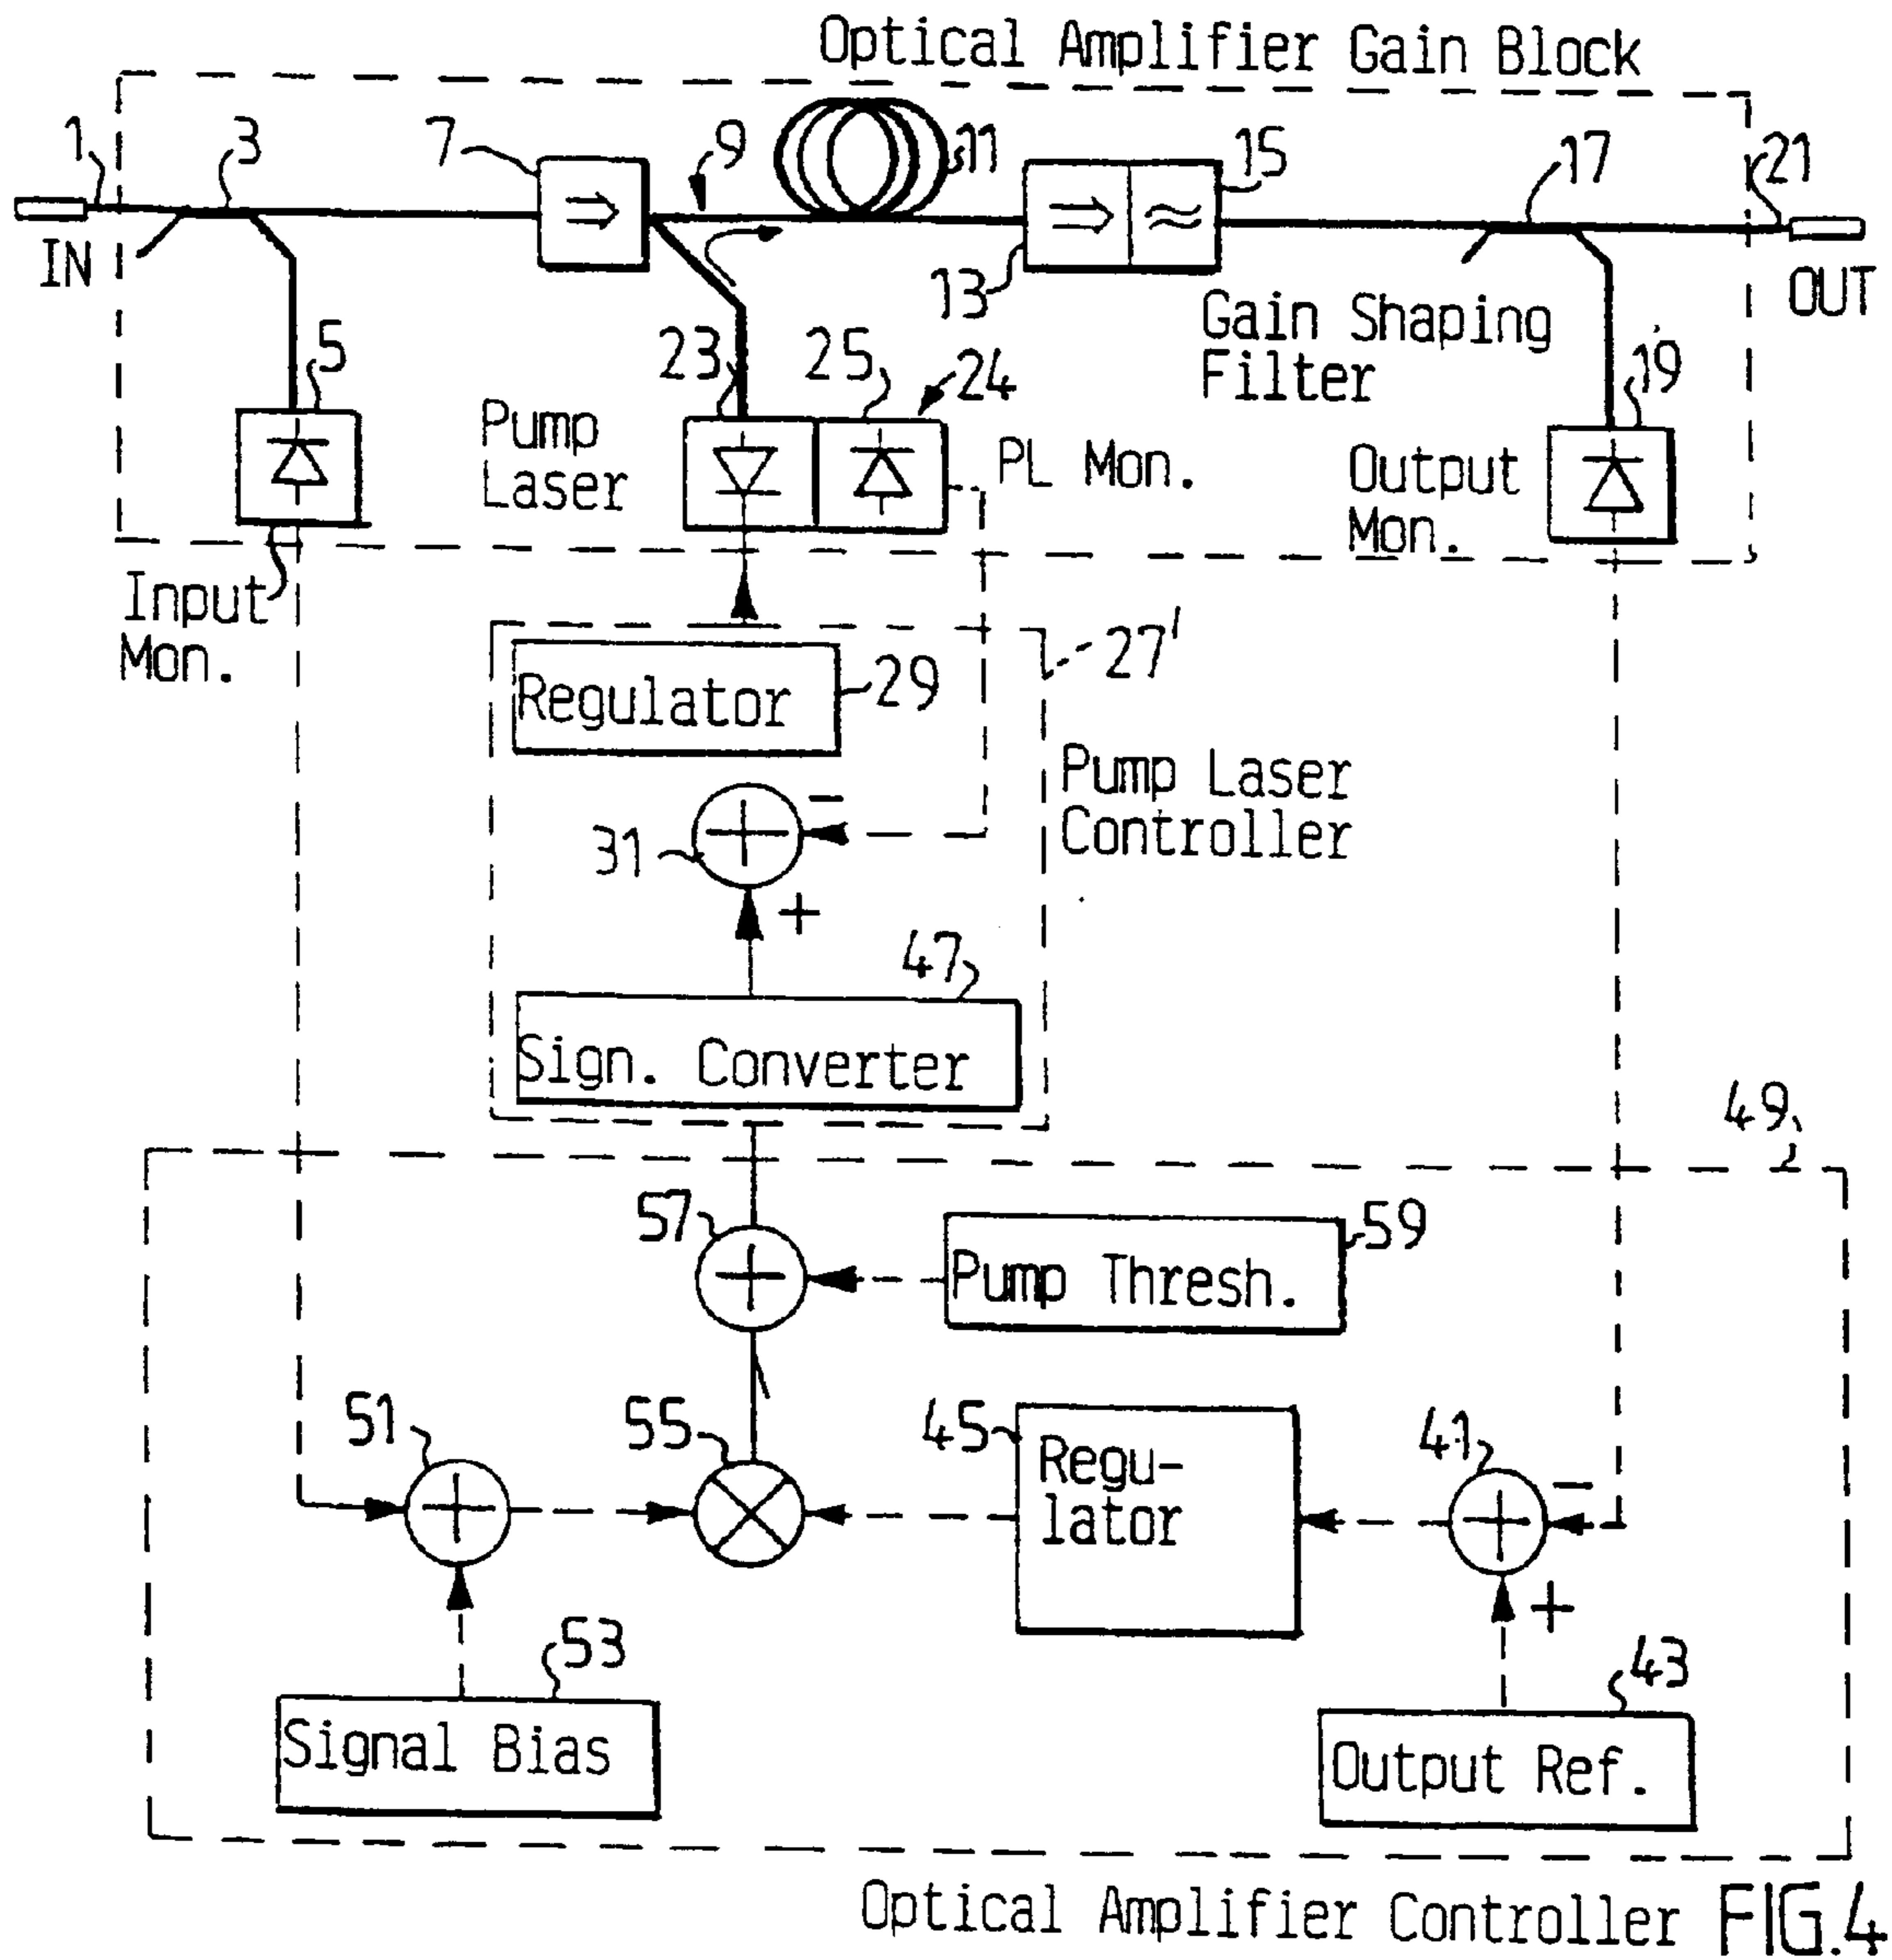 Optical Amplifier Gain Block
1
3
7
9
11
15
17
21
IN
13
OUT
Gain Shaping
Filter
5
23
25
24
19
Pump
Laser
PL Mon.
Output
Mon.
Input
Mon.
27'
Regulator
29
Pump Laser
Controller
−
31
+
47
Sign. Converter
49
57
59
Pump Thresh.
51
55
45
Regu-
lator
41
−
+
53
43
Signal Bias
Output Ref.
Optical Amplifier Controller
FIG.4